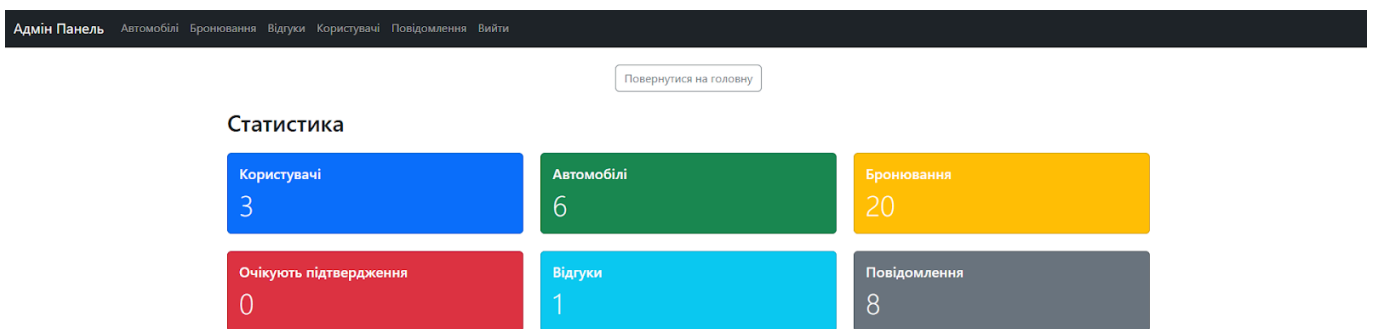 Адмін Панель Автомобілі Бронювання Відгуки Користувачі Повідомлення Вийти
Повернутися на головну
Статистика
Користувачі
3
Автомобілі
6
Бронювання
20
Очікують підтвердження
0
Відгуки
1
Повідомлення
8